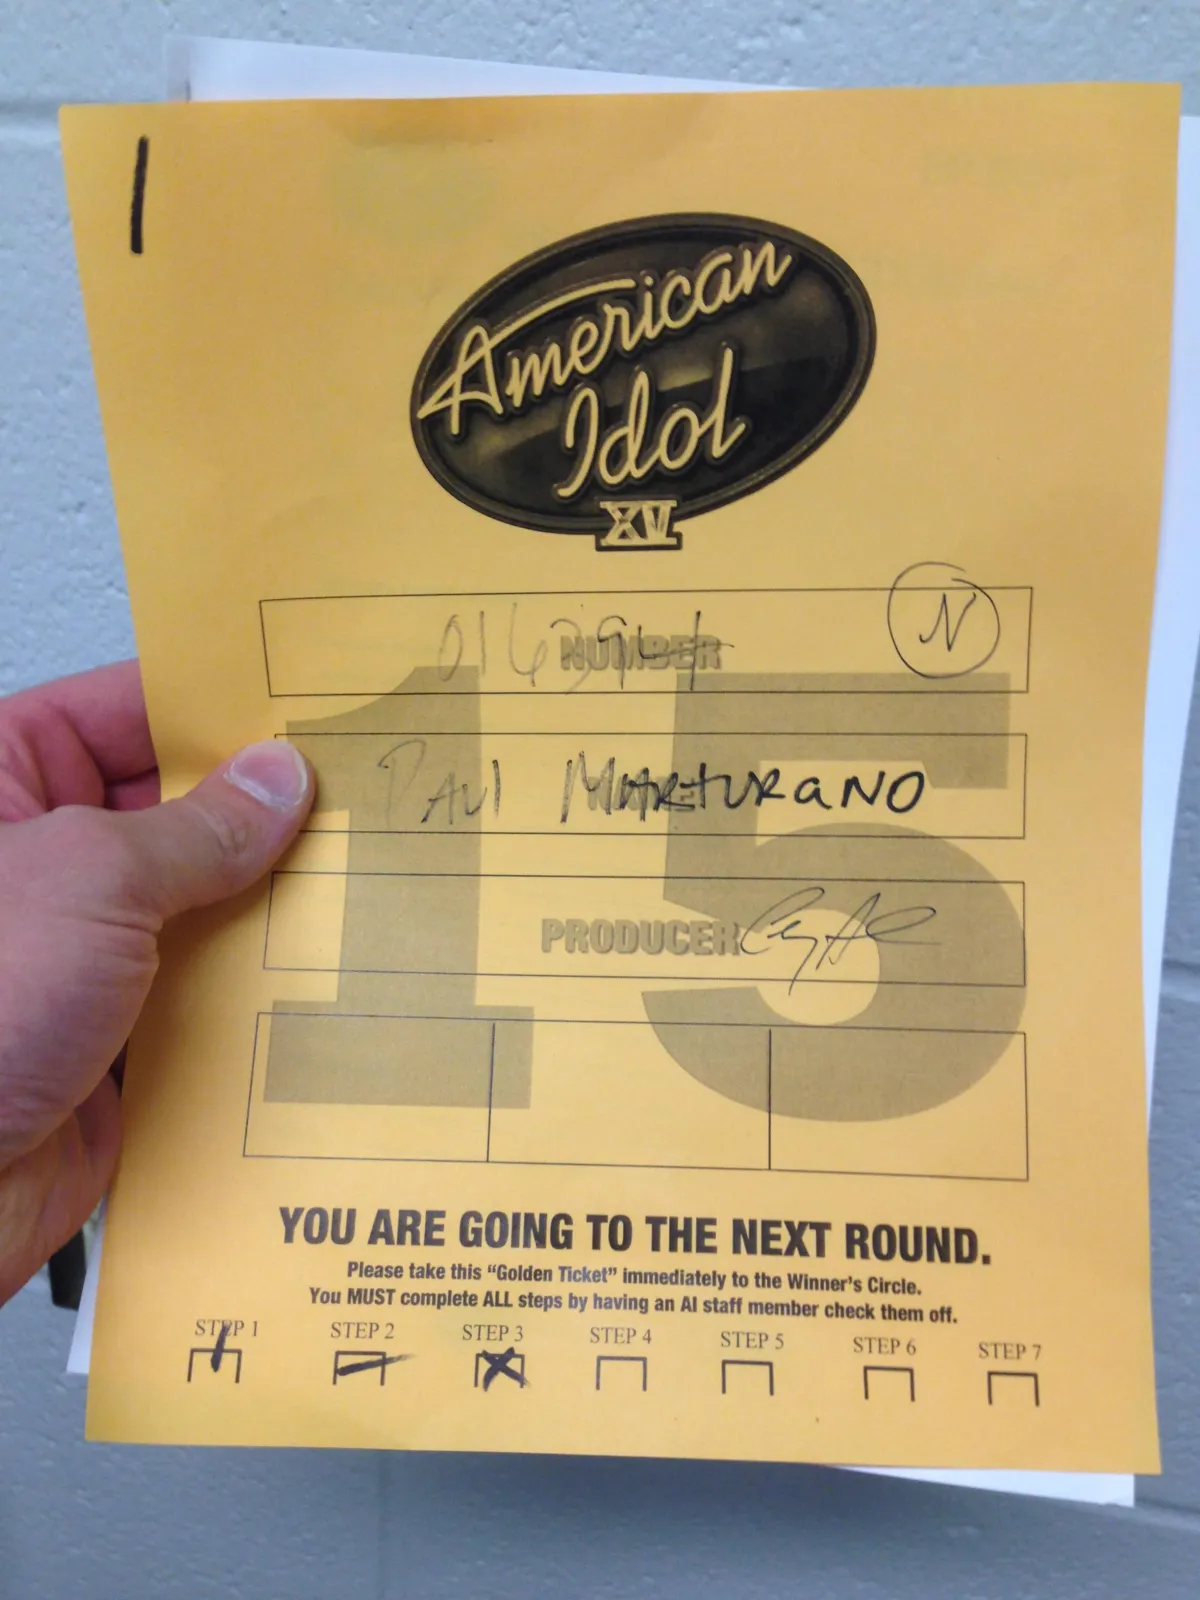 American
Idol
XV
N
NUMBER
15
PAUL MARTURANO
PRODUCER
YOU ARE GOING TO THE NEXT ROUND.
Please take this “Golden Ticket” immediately to the Winner's Circle.
You MUST complete ALL steps by having an AI staff member check them off.
STEP 1 STEP 2 STEP 3 STEP 4 STEP 5 STEP 6 STEP 7